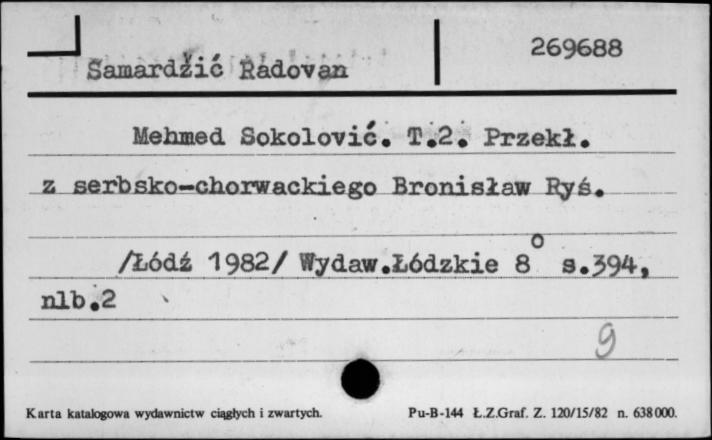 269688
Samardžić Radovan
Mehmed Sokolović. T.2. Przekł.
z serbsko-chorwackiego Bronisław Ryś.
/Łódź 1982/ Wydaw.Łódzkie 8° s.394,
nlb.2
9
Karta katalogowa wydawnictw ciągłych i zwartych. Pu-B-144 Ł.Z.Graf. Z. 120/15/82 n. 638000.